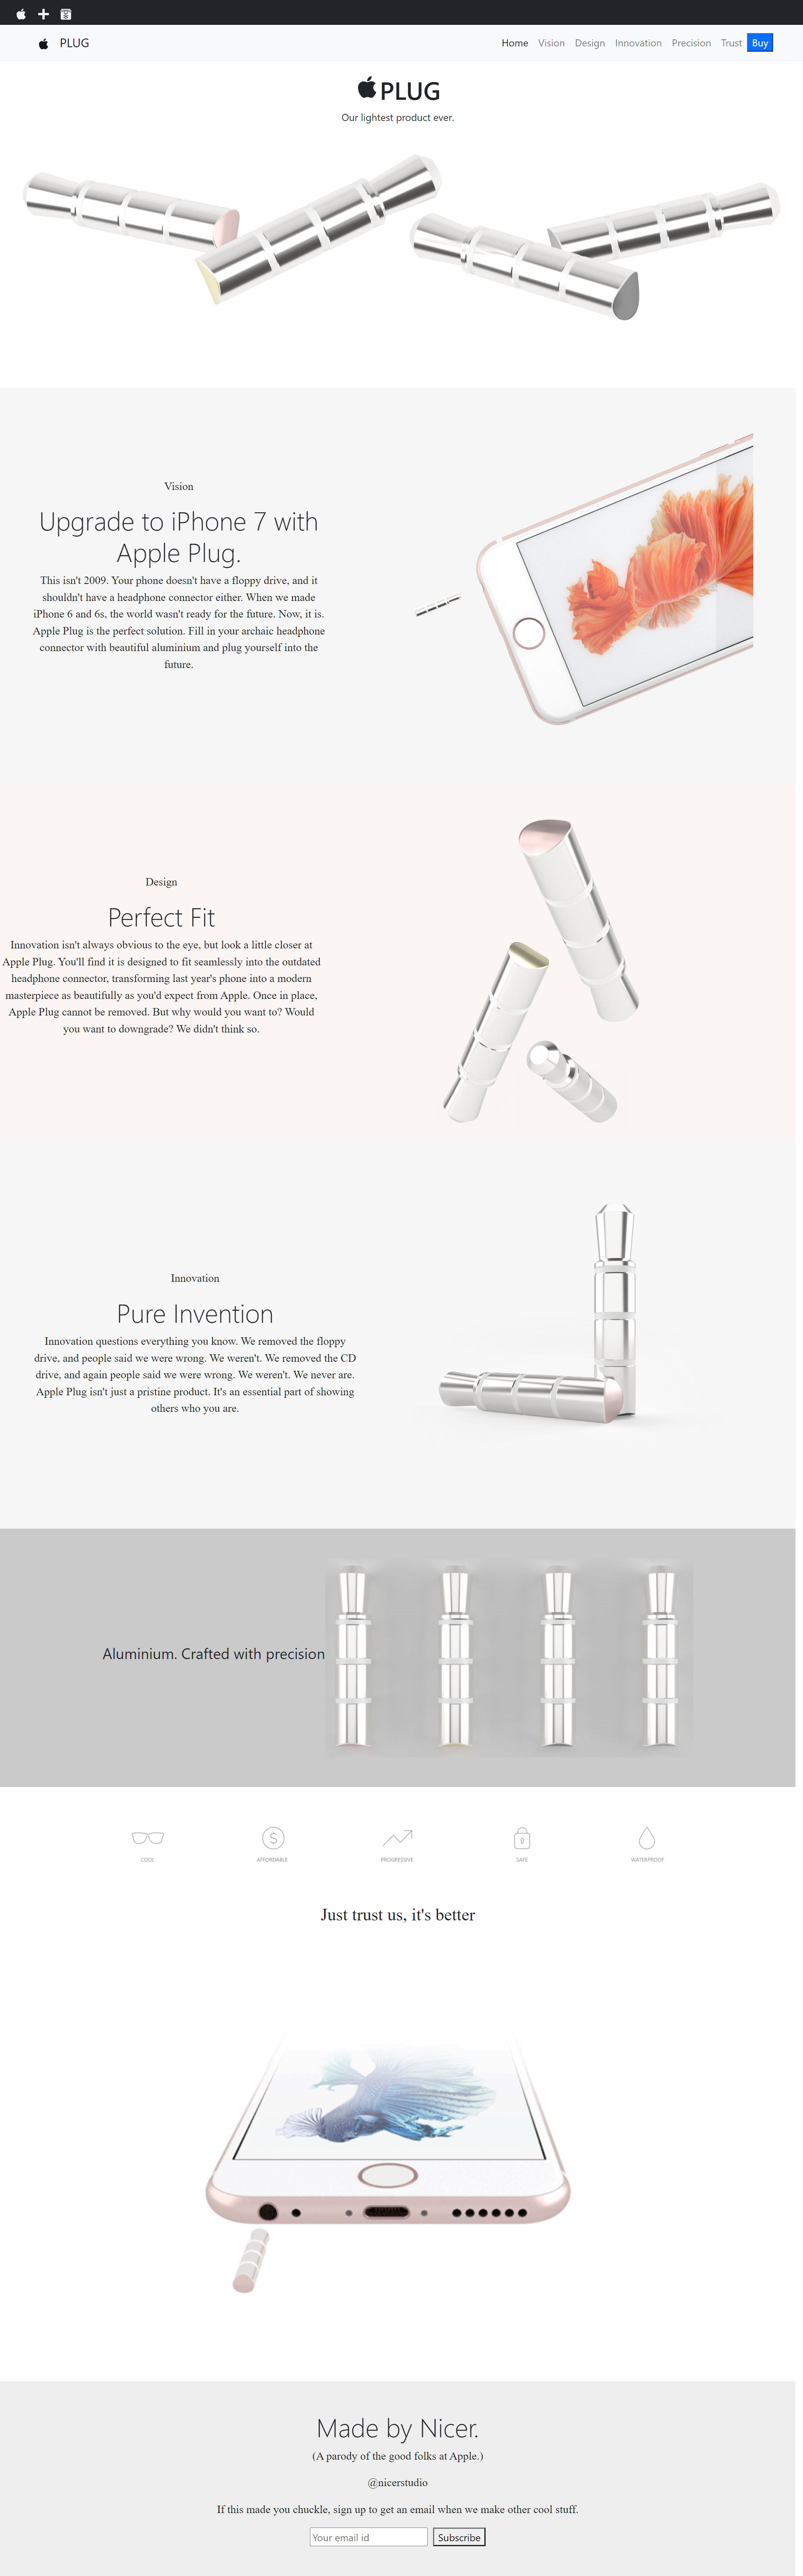 PLUG
Home Vision Design Innovation Precision Trust Buy
PLUG
Our lightest product ever.
Vision
Upgrade to iPhone 7 with
Apple Plug.
This isn't 2009. Your phone doesn't have a floppy drive, and it
shouldn't have a headphone connector either. When we made
iPhone 6 and 6s, the world wasn't ready for the future. Now, it is.
Apple Plug is the perfect solution. Fill in your archaic headphone
connector with beautiful aluminium and plug yourself into the
future.
Design
Perfect Fit
Innovation isn't always obvious to the eye, but look a little closer at
Apple Plug. You'll find it is designed to fit seamlessly into the outdated
headphone connector, transforming last year's phone into a modern
masterpiece as beautifully as you'd expect from Apple. Once in place,
Apple Plug cannot be removed. But why would you want to? Would
you want to downgrade? We didn't think so.
Innovation
Pure Invention
Innovation questions everything you know. We removed the floppy
drive, and people said we were wrong. We weren't. We removed the CD
drive, and again people said we were wrong. We weren't. We never are.
Apple Plug isn't just a pristine product. It's an essential part of showing
others who you are.
Aluminium. Crafted with precision
COOL AFFORDABLE PROGRESSIVE SAFE WATERPROOF
Just trust us, it's better
Made by Nicer.
(A parody of the good folks at Apple.)
@nicerstudio
If this made you chuckle, sign up to get an email when we make other cool stuff.
Your email id Subscribe